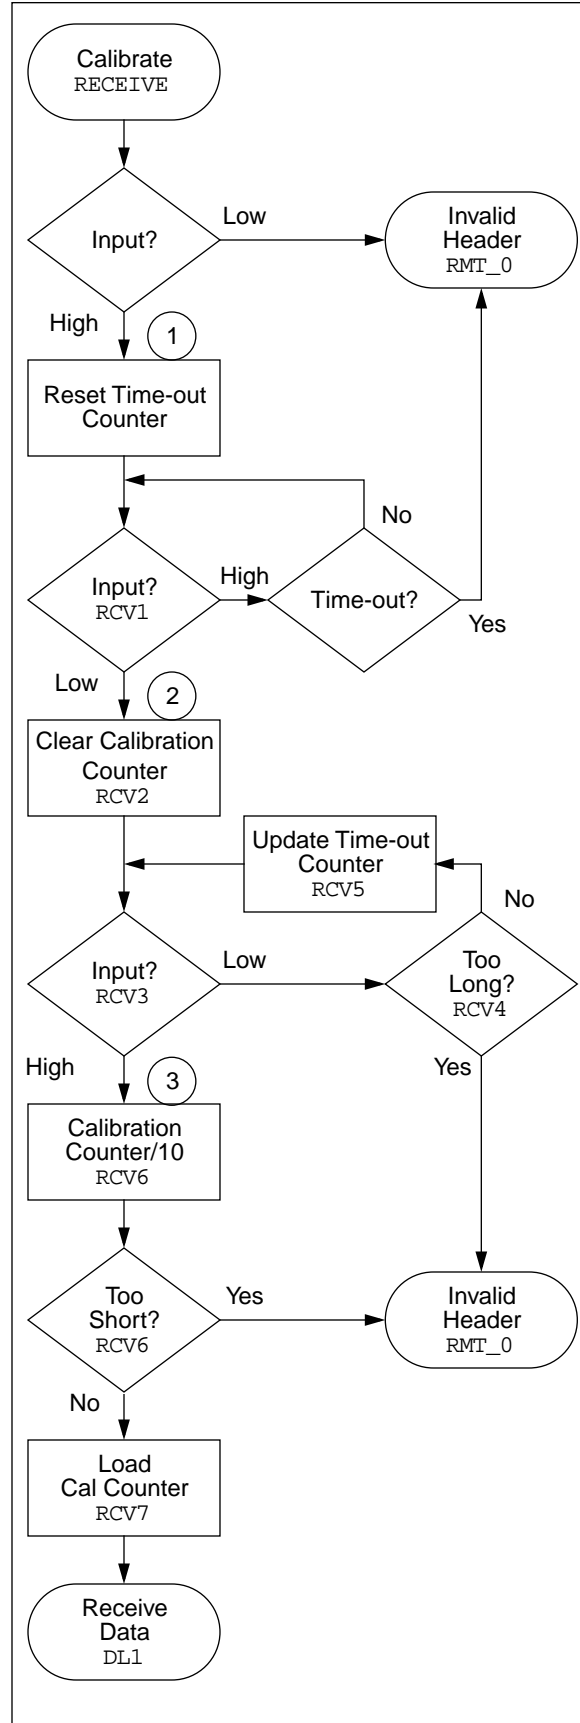 Calibrate
RECEIVE
Input?
Low
Invalid
Header
RMT_0
High
1
Reset Time-out
Counter
No
Input?
RCV1
High
Time-out?
Yes
Low
2
Clear Calibration
Counter
RCV2
Update Time-out
Counter
RCV5
No
Input?
RCV3
Low
Too
Long?
RCV4
High
Yes
3
Calibration
Counter/10
RCV6
Too
Short?
RCV6
Yes
Invalid
Header
RMT_0
No
Load
Cal Counter
RCV7
Receive
Data
DL1